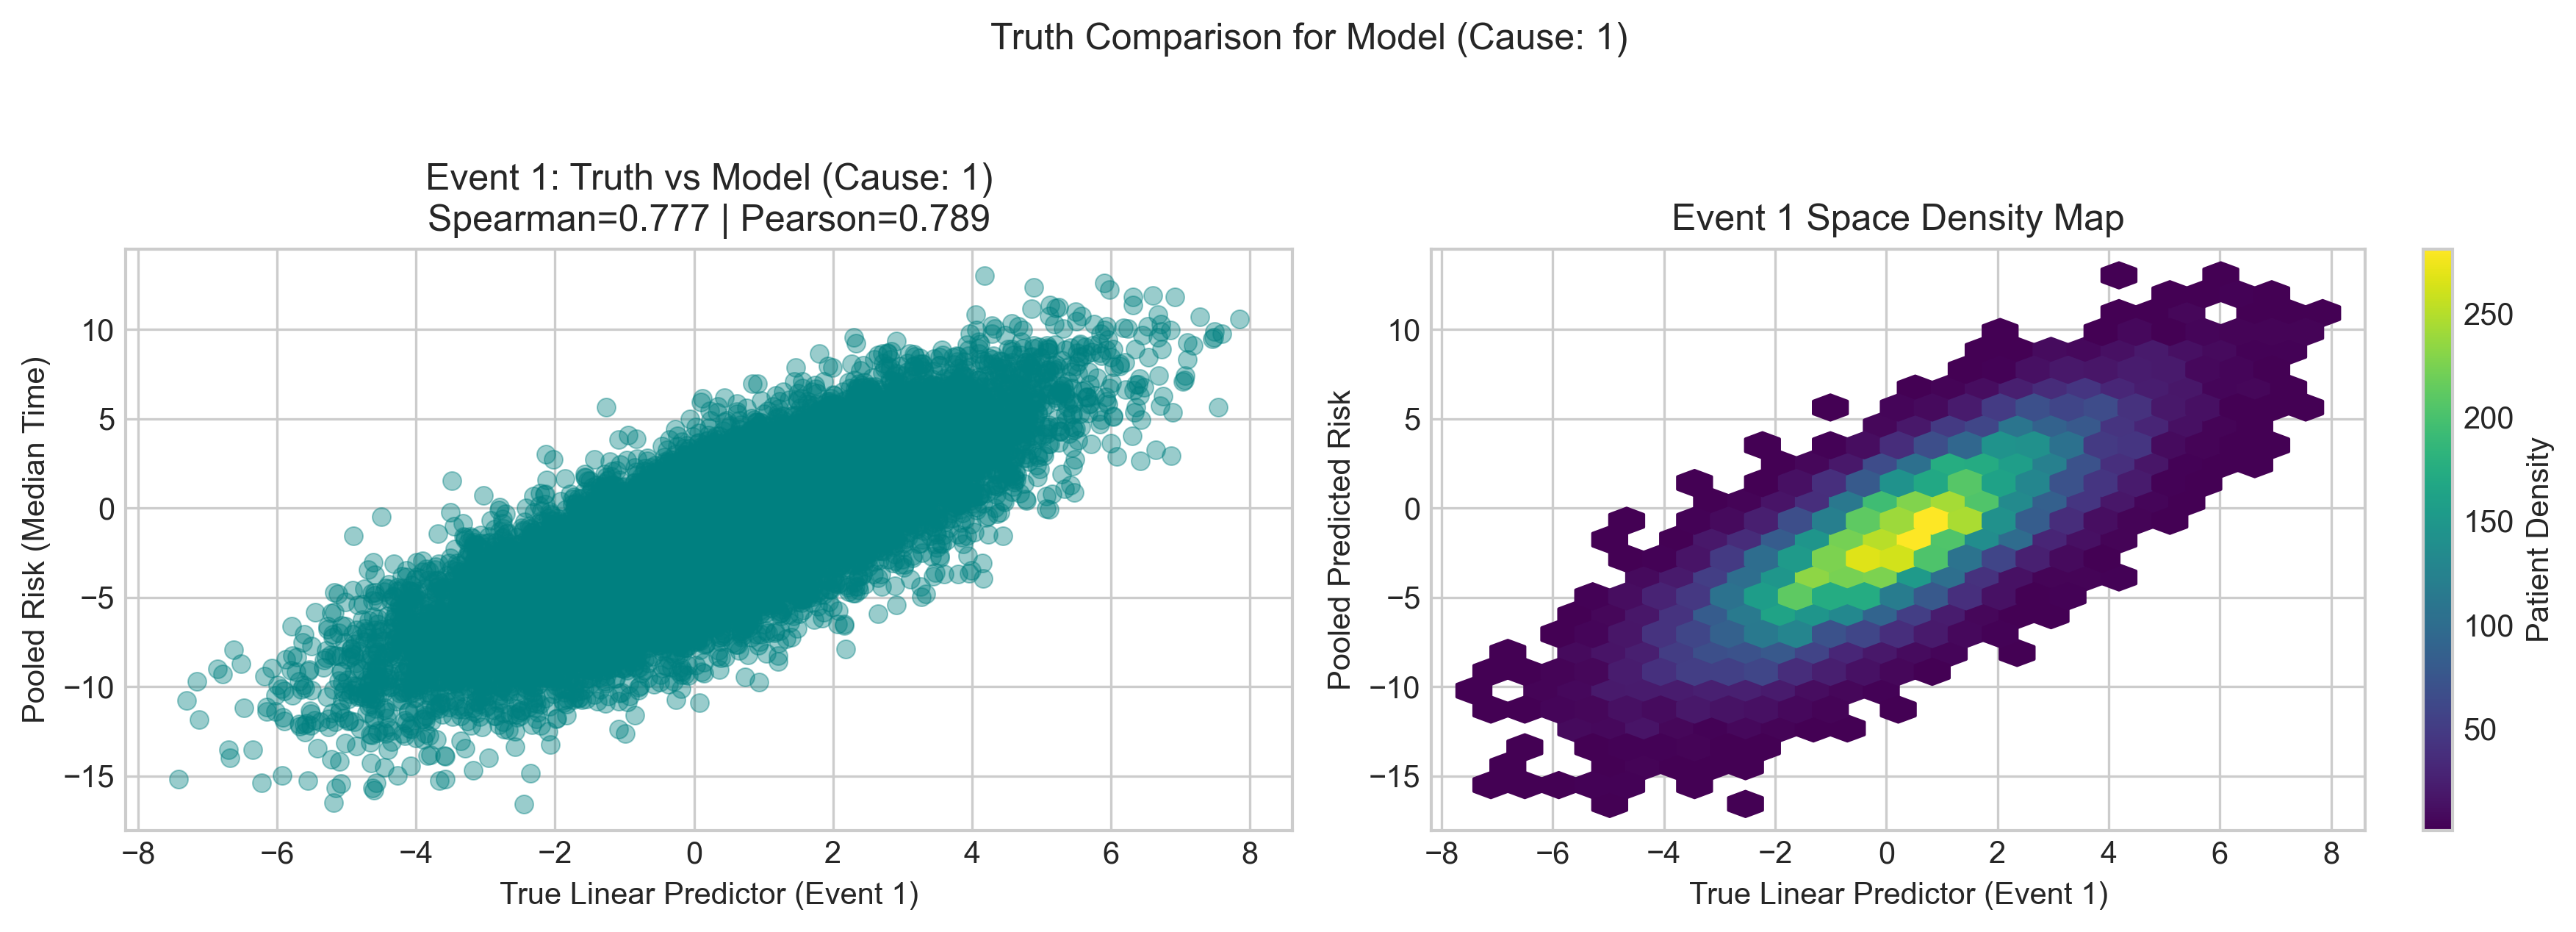 Truth Comparison for Model (Cause: 1)
Event 1: Truth vs Model (Cause: 1)
Spearman=0.777 | Pearson=0.789
Pooled Risk (Median Time)
10
5
0
−5
−10
−15
−8 −6 −4 −2 0 2 4 6 8
True Linear Predictor (Event 1)
Event 1 Space Density Map
Pooled Predicted Risk
10
5
0
−5
−10
−15
−8 −6 −4 −2 0 2 4 6 8
True Linear Predictor (Event 1)
250
200
150
100
50
Patient Density